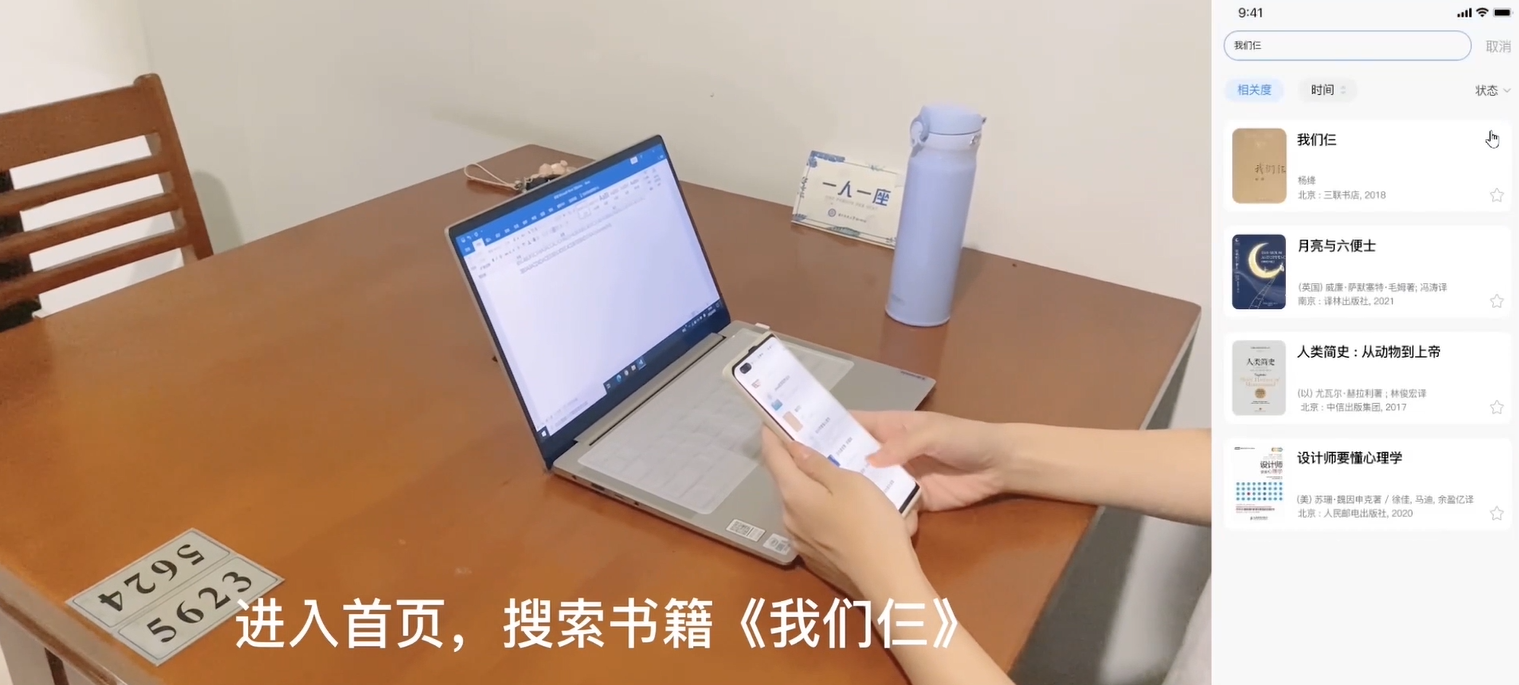 一人一座
5624
5623
进入首页，搜索书籍《我们仨》
9:41
我们仨
取消
相关度
时间
状态
我们仨
杨绛
北京：三联书店, 2018
月亮与六便士
(英国) 威廉·萨默塞特·毛姆著; 冯涛译
南京：译林出版社, 2021
人类简史
人类简史：从动物到上帝
(以) 尤瓦尔·赫拉利著；林俊宏译
北京：中信出版集团, 2017
设计师
设计师要懂心理学
(美) 苏珊·魏因申克著 / 徐佳, 马迪, 余盈亿译
北京：人民邮电出版社, 2020